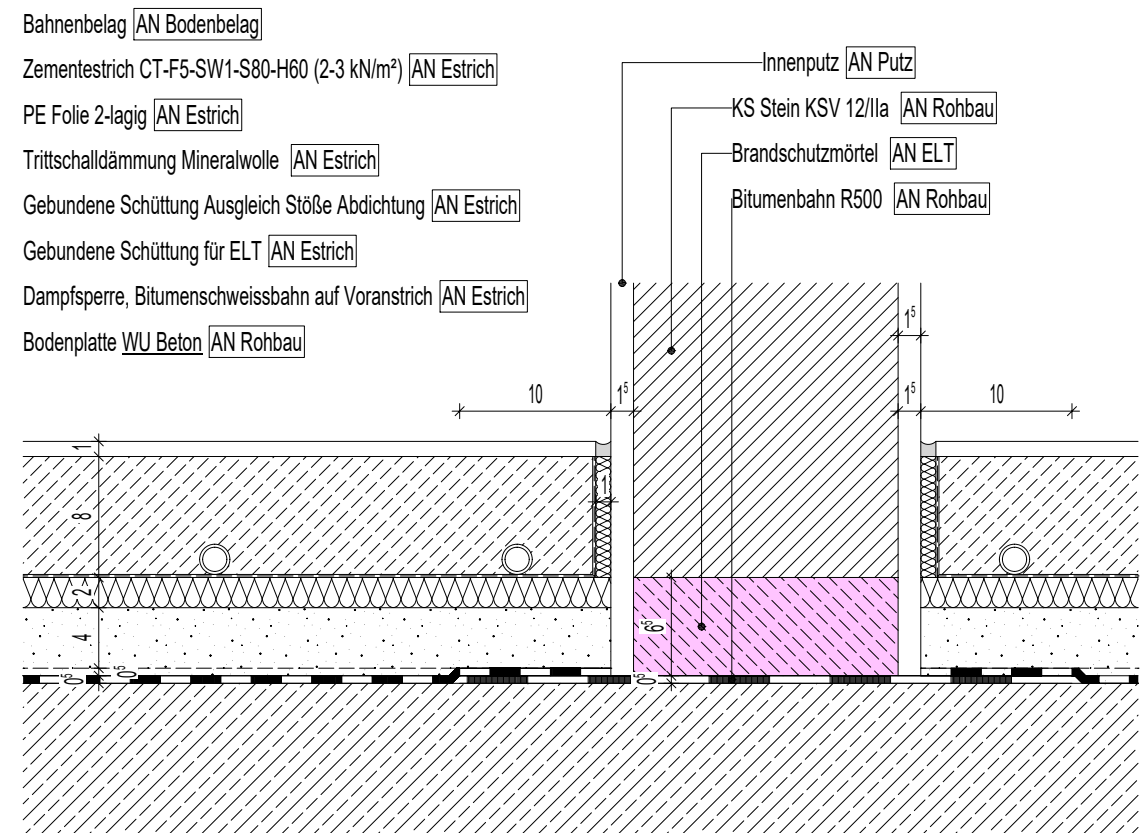 Bahnenbelag AN Bodenbelag
Zementestrich CT-F5-SW1-S80-H60 (2-3 kN/m²) AN Estrich
PE Folie 2-lagig AN Estrich
Trittschalldämmung Mineralwolle AN Estrich
Gebundene Schüttung Ausgleich Stöße Abdichtung AN Estrich
Gebundene Schüttung für ELT AN Estrich
Dampfsperre, Bitumenschweissbahn auf Voranstrich AN Estrich
Bodenplatte WU Beton AN Rohbau
Innenputz AN Putz
KS Stein KSV 12/IIa AN Rohbau
Brandschutzmörtel AN ELT
Bitumenbahn R500 AN Rohbau
1⁵
10
1⁵
1⁵
10
1
8
1
2
4
6⁵
0⁵
0⁵
0⁵